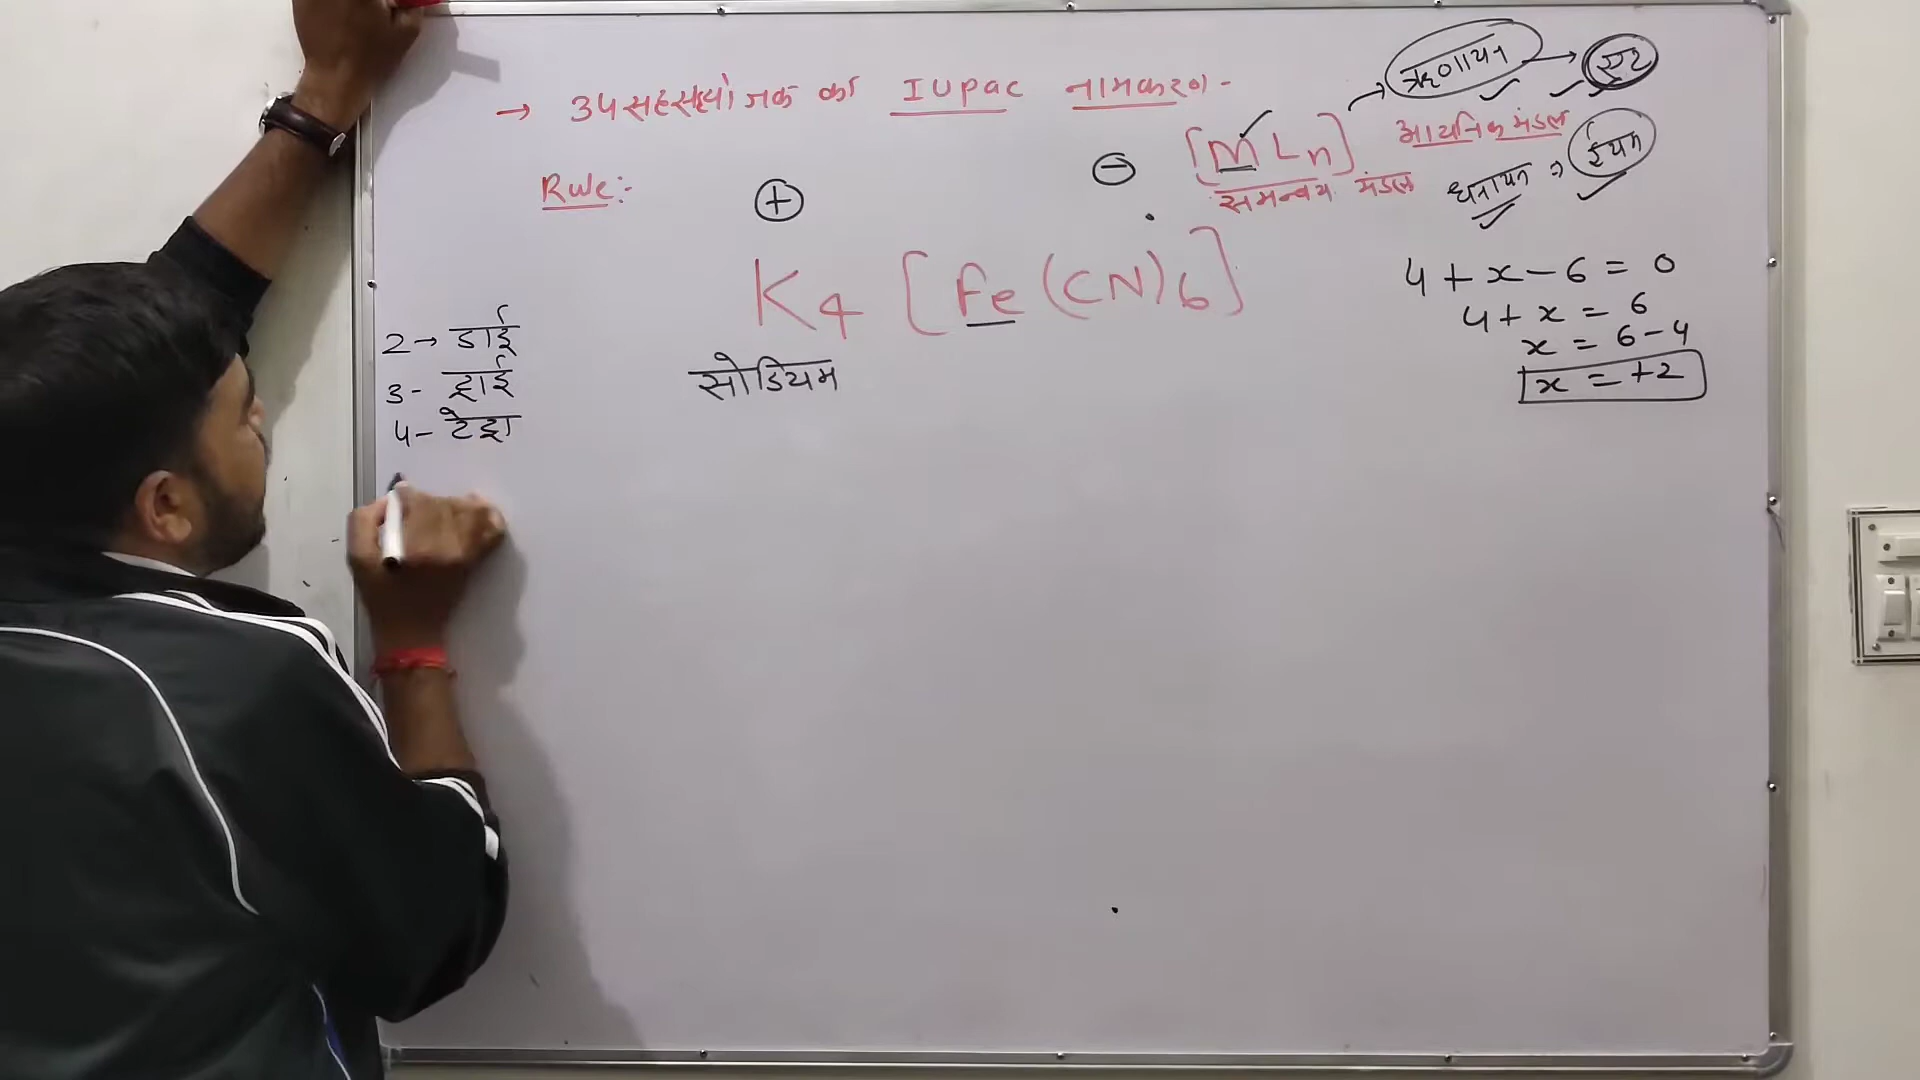 → उपसहसंयोजक का IUPAC नामकरण -
Rule:-
[MLn] → ऋणायन → एट
समन्वय मंडल
आयनिक मंडल
धनायन ⇒ ईयम
+ -
K4 [Fe(CN)6]
सोडियम
2 → डाई
3 - ट्राई
4 - टेट्रा
4 + x - 6 = 0
4 + x = 6
x = 6 - 4
x = +2